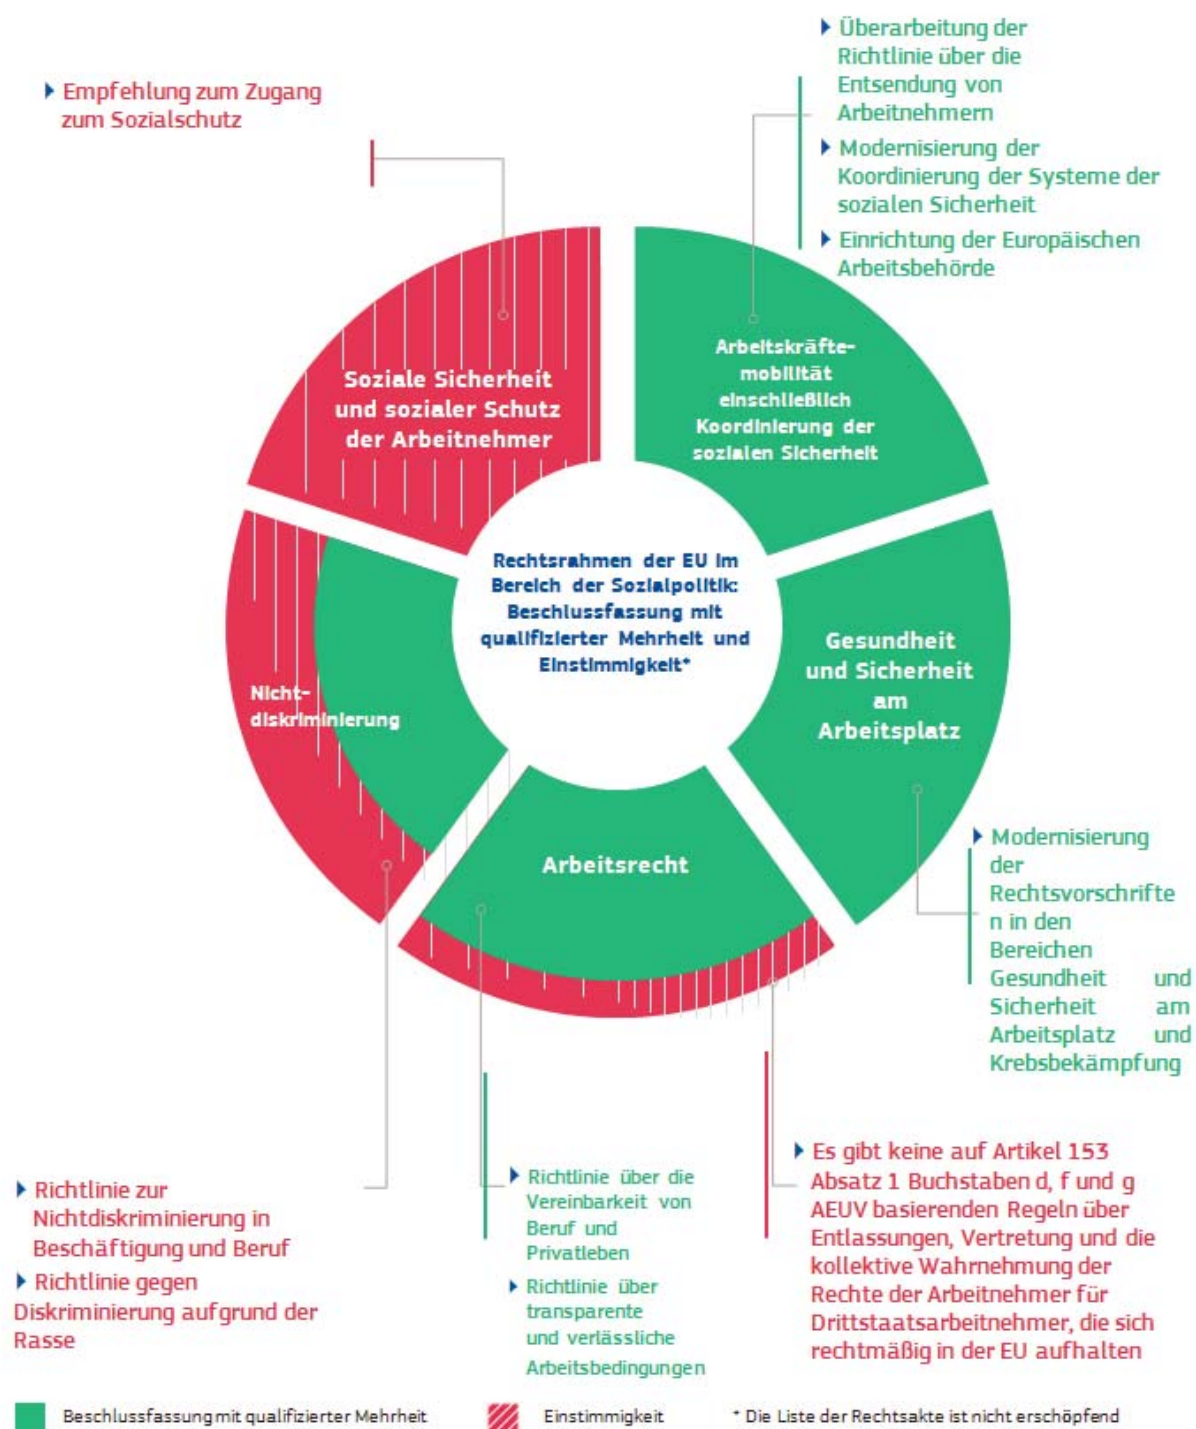 Empfehlung zum Zugang
zum Sozialschutz
Überarbeitung der
Richtlinie über die
Entsendung von
Arbeitnehmern
Modernisierung der
Koordinierung der Systeme der
sozialen Sicherheit
Einrichtung der Europäischen
Arbeitsbehörde
Soziale Sicherheit
und sozialer Schutz
der Arbeitnehmer
Arbeitskräfte-
mobilität
einschließlich
Koordinierung der
sozialen Sicherheit
Rechtsrahmen der EU im
Bereich der Sozialpolitik:
Beschlussfassung mit
qualifizierter Mehrheit und
Einstimmigkeit*
Gesundheit
und Sicherheit
am
Arbeitsplatz
Nicht-
diskriminierung
Arbeitsrecht
Modernisierung
der
Rechtsvorschrifte
n in den
Bereichen
Gesundheit und
Sicherheit am
Arbeitsplatz und
Krebsbekämpfung
Richtlinie zur
Nichtdiskriminierung in
Beschäftigung und Beruf
Richtlinie gegen
Diskriminierung aufgrund der
Rasse
Richtlinie über die
Vereinbarkeit von
Beruf und
Privatleben
Richtlinie über
transparente
und verlässliche
Arbeitsbedingungen
Es gibt keine auf Artikel 153
Absatz 1 Buchstaben d, f und g
AEUV basierenden Regeln über
Entlassungen, Vertretung und die
kollektive Wahrnehmung der
Rechte der Arbeitnehmer für
Drittstaatsarbeitnehmer, die sich
rechtmäßig in der EU aufhalten
Beschlussfassung mit qualifizierter Mehrheit
Einstimmigkeit
* Die Liste der Rechtsakte ist nicht erschöpfend